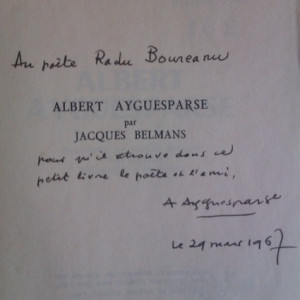 Au poète Radu Boureanu
ALBERT AYGUESPARSE
par
JACQUES BELMANS
pour qu'il retrouve dans ce
petit livre le poète et l'ami,
A Ayguesparse
le 29 mars 1967